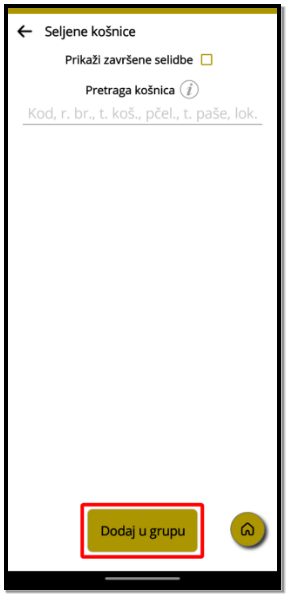 Seljene košnice
Prikaži završene selidbe
Pretraga košnica i
Kod, r. br., t. koš., pčel., t. paše, lok.
Dodaj u grupu